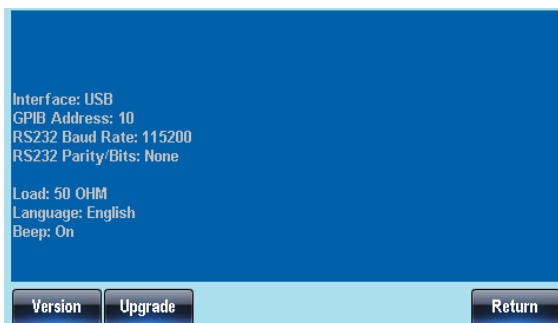 Interface: USB
GPIB Address: 10
RS232 Baud Rate: 115200
RS232 Parity/Bits: None
Load: 50 OHM
Language: English
Beep: On
Version Upgrade Return